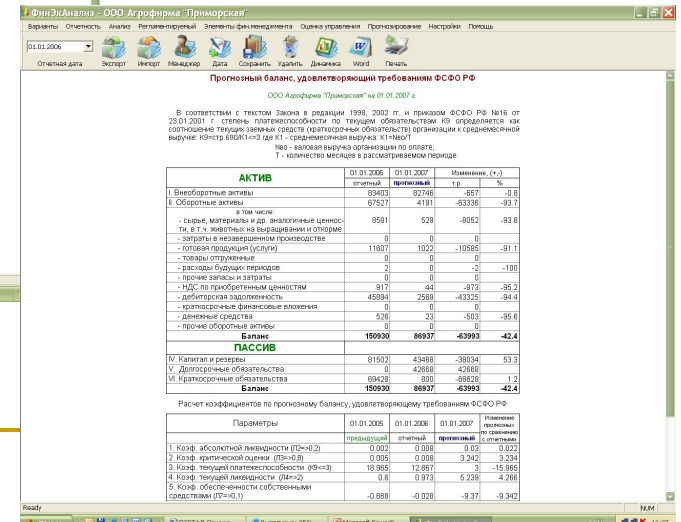 ФинЭкАнализ - ООО Агрофирма "Приморская"
Варианты Отчетность Анализ Регламентируемый Элементы фин.менеджмента Оценка управления Прогнозирование Настройки Помощь
01.01.2006
Отчетная дата Экспорт Импорт Менеджер Дата Сохранить Удалить Динамика Word Печать
Прогнозный баланс, удовлетворяющий требованиям ФСФО РФ
ООО Агрофирма "Приморская" на 01.01.2007 г.
В соответствии с текстом Закона в редакции 1998, 2002 гг. и приказом ФСФО РФ №16 от
23.01.2001 г. степень платежеспособности по текущем обязательствам К9 определяется как
соотношение текущих заемных средств (краткосрочных обязательств) организации к среднемесячной
выручке: К9=стр.690/К1<=3 где К1 - среднемесячная выручка: К1=Nво/Т
Nво - валовая выручка организации по оплате;
Т - количество месяцев в рассматриваемом периоде.
АКТИВ 01.01.2006 01.01.2007 Изменение, (+,-)
отчетный прогнозный т.р. %
I. Внеоборотные активы 83403 82746 -657 -0.8
II. Оборотные активы 67527 4191 -63336 -93.7
в том числе:
- сырье, материалы и др. аналогичные ценнос-
ти, в т.ч. животных на выращивании и откорме 8581 529 -8052 -93.8
- затраты в незавершенном производстве 0 0 0
- готовая продукция (услуги) 11607 1022 -10585 -91.1
- товары отгруженные 0 0 0
- расходы будущих периодов 2 0 -2 -100
- прочие запасы и затраты 0 0 0
- НДС по приобретенным ценностям 917 44 -873 -95.2
- дебиторская задолженность 45894 2569 -43325 -94.4
- краткосрочные финансовые вложения 0 0 0
- денежные средства 526 23 -503 -95.6
- прочие оборотные активы 0 0 0
Баланс 150930 86937 -63993 -42.4
ПАССИВ
IV. Капитал и резервы 81502 43468 -38034 53.3
V. Долгосрочные обязательства 0 42668 42668
VI. Краткосрочные обязательства 69428 800 -68628 1.2
Баланс 150930 86937 -63993 -42.4
Расчет коэффициентов по прогнозному балансу, удовлетворяющему требованиям ФСФО РФ
Параметры 01.01.2005 01.01.2006 01.01.2007 Изменение прогнозных по сравнению с отчетными
предыдущий отчетный прогнозный
1. Коэф. абсолютной ликвидности (Л2=>0,2) 0.002 0.008 0.03 0.022
2. Коэф. критической оценки (Л3=>0,8) 0.005 0.008 3.242 3.234
3. Коэф. текущей платежеспособности (К9<=3) 18.965 12.867 3 -15.965
4. Коэф. текущей ликвидности (Л4=>2) 0.6 0.973 5.239 4.266
5. Коэф. обеспеченности собственными
средствами (Л7=>0,1) -0.668 -0.028 -9.37 -9.342
Ready NUM